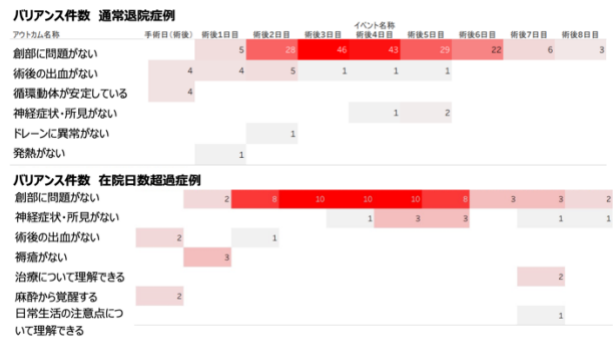 バリアンス件数 通常退院症例
イベント名称
アウトカム名称 手術日(術後) 術後1日目 術後2日目 術後3日目 術後4日目 術後5日目 術後6日目 術後7日目 術後8日目
創部に問題がない 5 28 46 43 29 22 6 3
術後の出血がない 4 4 5 1 1 1
循環動体が安定している 4
神経症状・所見がない 1 2
ドレーンに異常がない 1
発熱がない 1
バリアンス件数 在院日数超過症例
創部に問題がない 2 8 10 10 10 8 3 3 2
神経症状・所見がない 1 3 3 1 1
術後の出血がない 2 1
褥瘡がない 3
治療について理解できる 2
麻酔から覚醒する 2
日常生活の注意点につ 1
いて理解できる